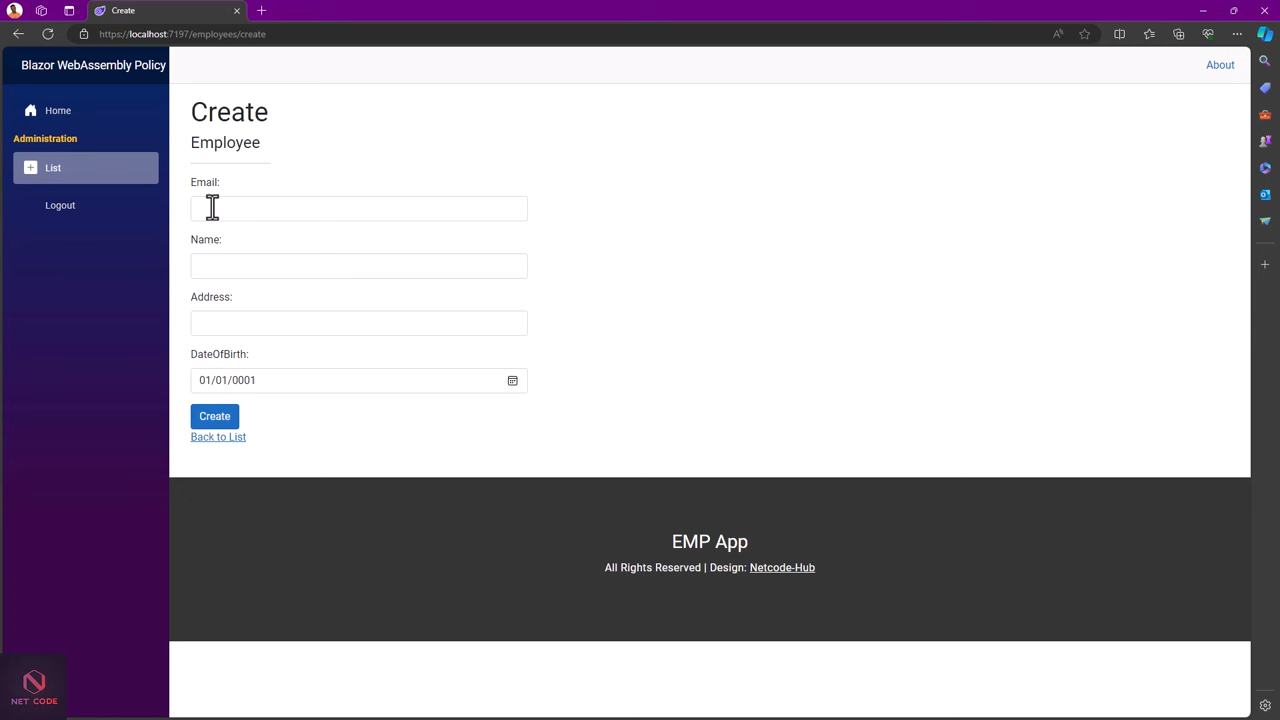 Create
https://localhost:7197/employees/create
Blazor WebAssembly Policy
About
Home
Administration
List
Logout
Create
Employee
Email:
Name:
Address:
DateOfBirth:
01/01/0001
Create
Back to List
EMP App
All Rights Reserved | Design: Netcode-Hub
NET CODE